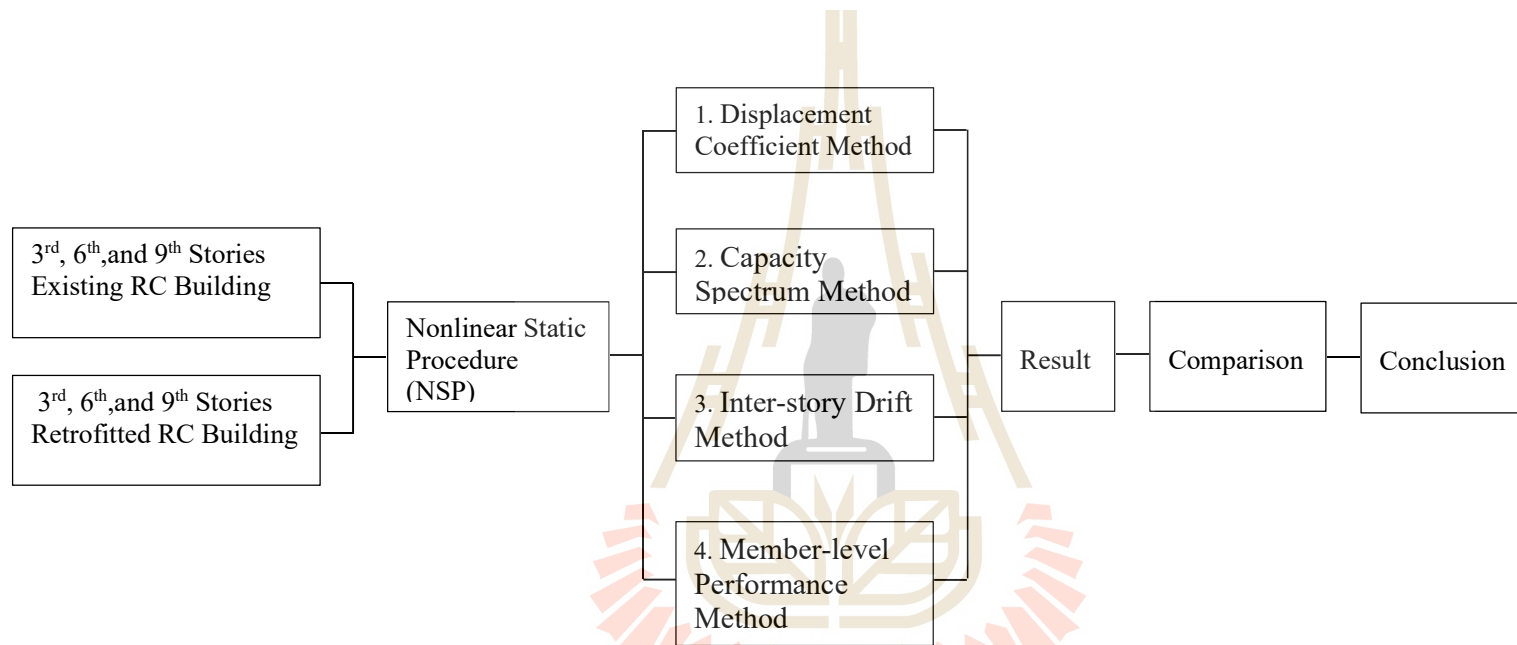 3rd, 6th,and 9th Stories
Existing RC Building
3rd, 6th,and 9th Stories
Retrofitted RC Building
Nonlinear Static
Procedure
(NSP)
1. Displacement
Coefficient Method
2. Capacity
Spectrum Method
3. Inter-story Drift
Method
4. Member-level
Performance
Method
Result
Comparison
Conclusion